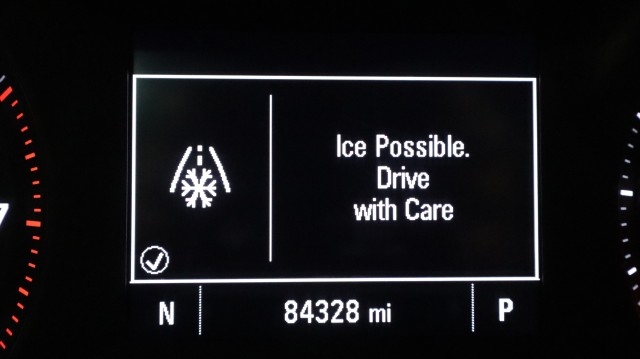 Ice Possible.
Drive
with Care
N 84328 mi P